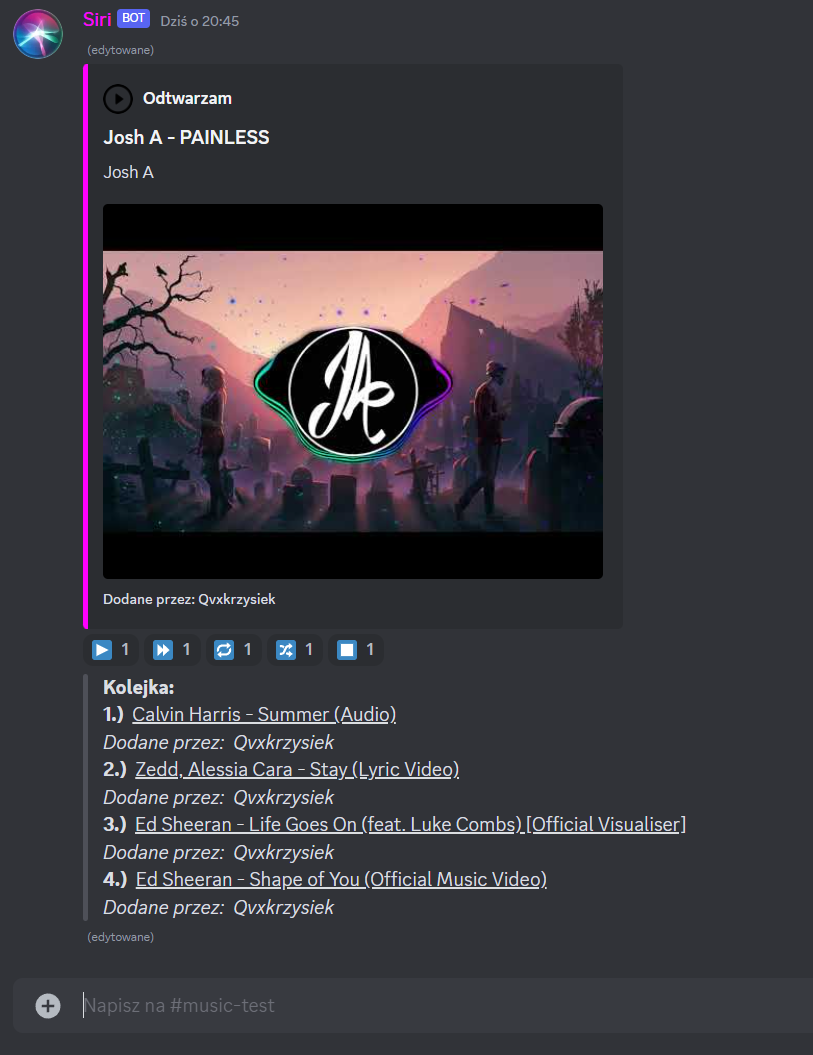 Siri BOT Dziś o 20:45
(edytowane)
Odtwarzam
Josh A - PAINLESS
Josh A
JA
Dodane przez: Qvxkrzysiek
1 1 1 1 1
Kolejka:
1.) Calvin Harris - Summer (Audio)
Dodane przez: Qvxkrzysiek
2.) Zedd, Alessia Cara - Stay (Lyric Video)
Dodane przez: Qvxkrzysiek
3.) Ed Sheeran - Life Goes On (feat. Luke Combs) [Official Visualiser]
Dodane przez: Qvxkrzysiek
4.) Ed Sheeran - Shape of You (Official Music Video)
Dodane przez: Qvxkrzysiek
(edytowane)
Napisz na #music-test